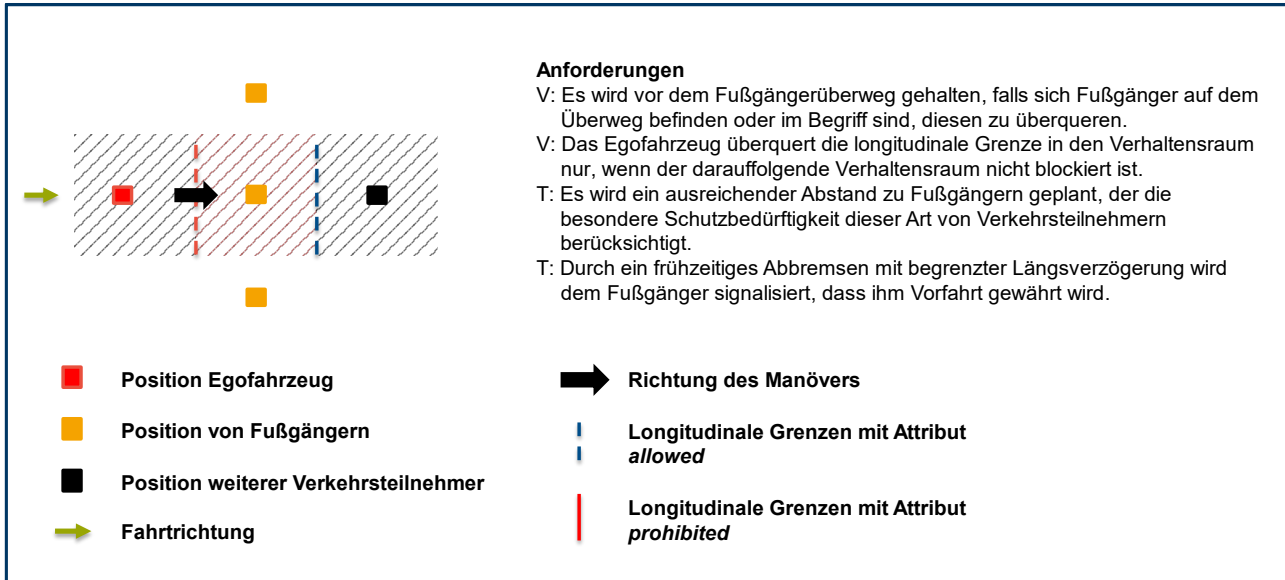 Anforderungen
V: Es wird vor dem Fußgängerüberweg gehalten, falls sich Fußgänger auf dem
Überweg befinden oder im Begriff sind, diesen zu überqueren.
V: Das Egofahrzeug überquert die longitudinale Grenze in den Verhaltensraum
nur, wenn der darauffolgende Verhaltensraum nicht blockiert ist.
T: Es wird ein ausreichender Abstand zu Fußgängern geplant, der die
besondere Schutzbedürftigkeit dieser Art von Verkehrsteilnehmern
berücksichtigt.
T: Durch ein frühzeitiges Abbremsen mit begrenzter Längsverzögerung wird
dem Fußgänger signalisiert, dass ihm Vorfahrt gewährt wird.
Position Egofahrzeug
Position von Fußgängern
Position weiterer Verkehrsteilnehmer
Fahrtrichtung
Richtung des Manövers
Longitudinale Grenzen mit Attribut
allowed
Longitudinale Grenzen mit Attribut
prohibited